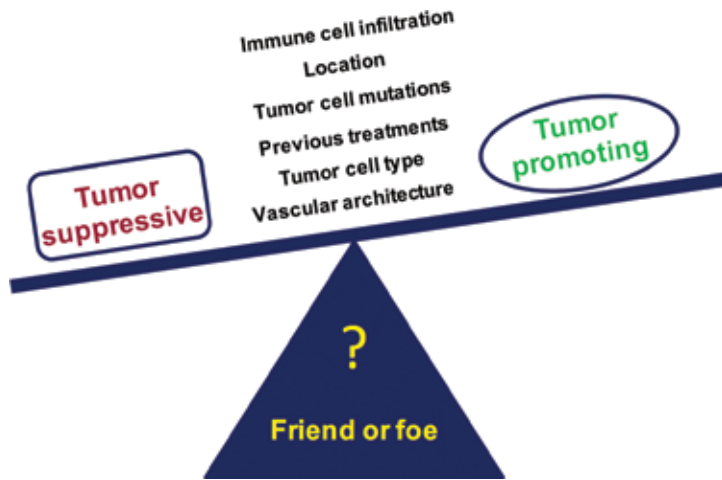 Immune cell infiltration
Location
Tumor cell mutations
Previous treatments
Tumor cell type
Vascular architecture
Tumor
suppressive
Tumor
promoting
?
Friend or foe